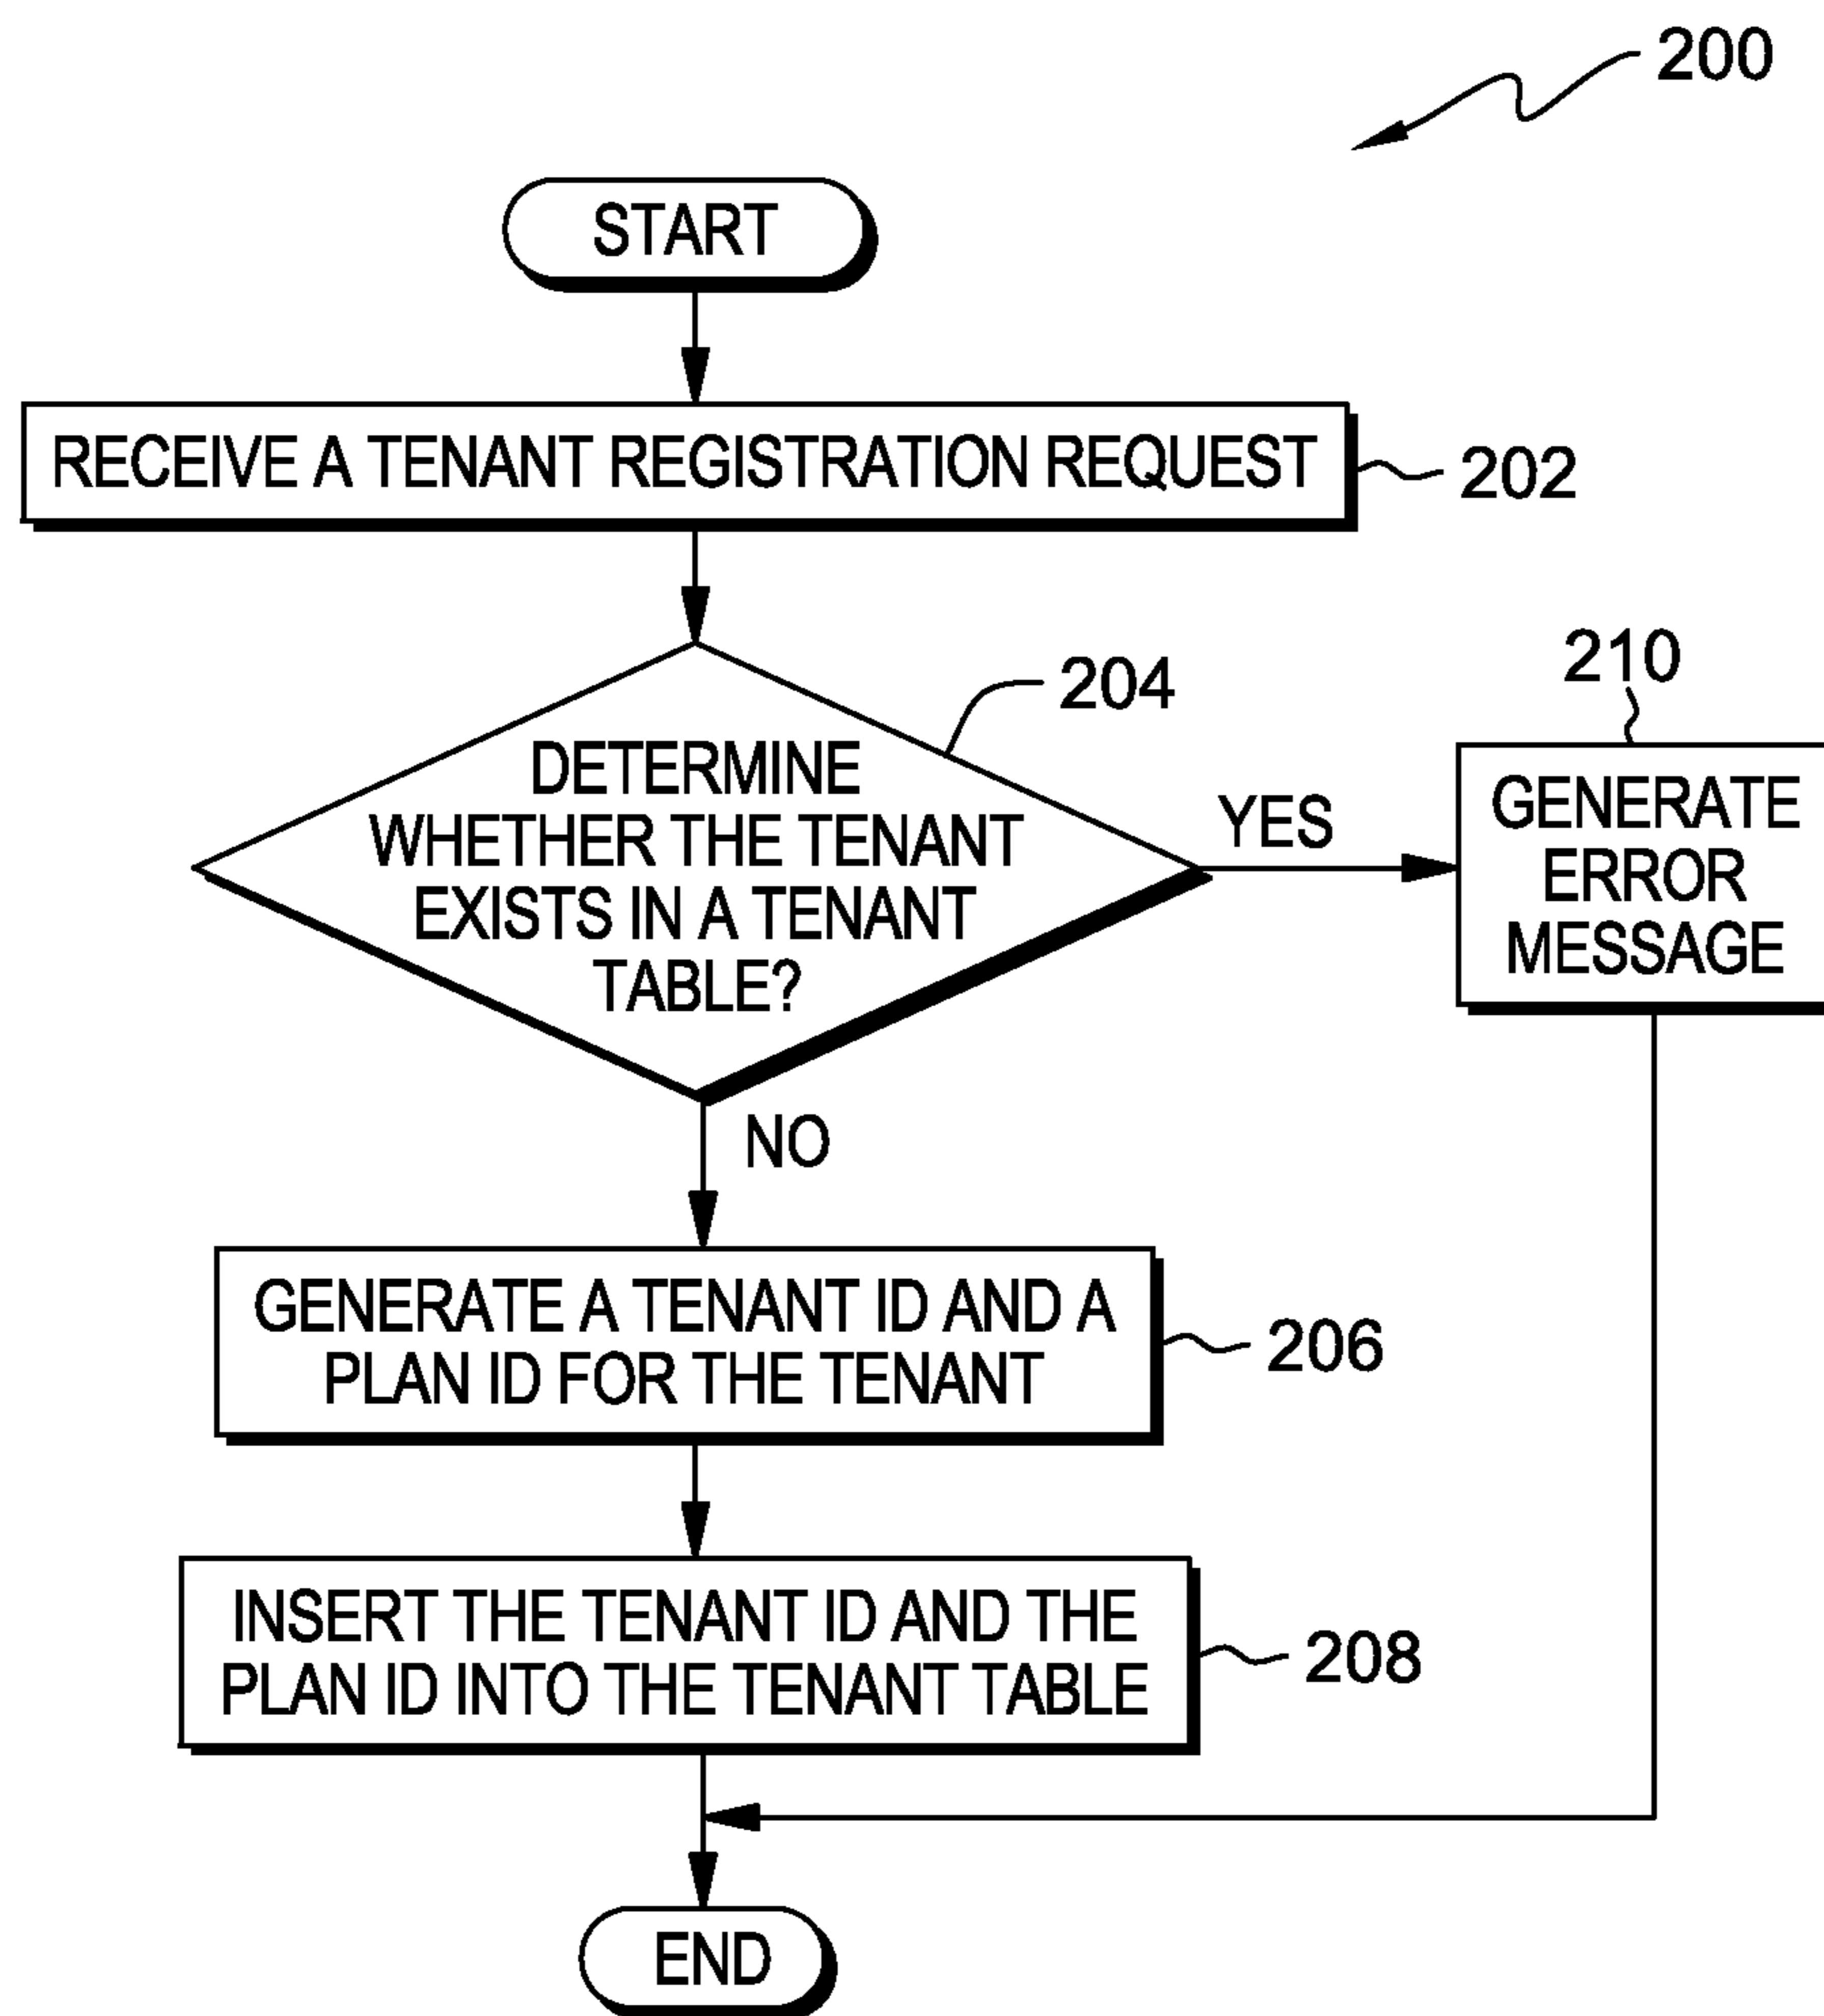 200
START
RECEIVE A TENANT REGISTRATION REQUEST
202
204
DETERMINE
WHETHER THE TENANT
EXISTS IN A TENANT
TABLE?
YES
210
GENERATE
ERROR
MESSAGE
NO
GENERATE A TENANT ID AND A
PLAN ID FOR THE TENANT
206
INSERT THE TENANT ID AND THE
PLAN ID INTO THE TENANT TABLE
208
END